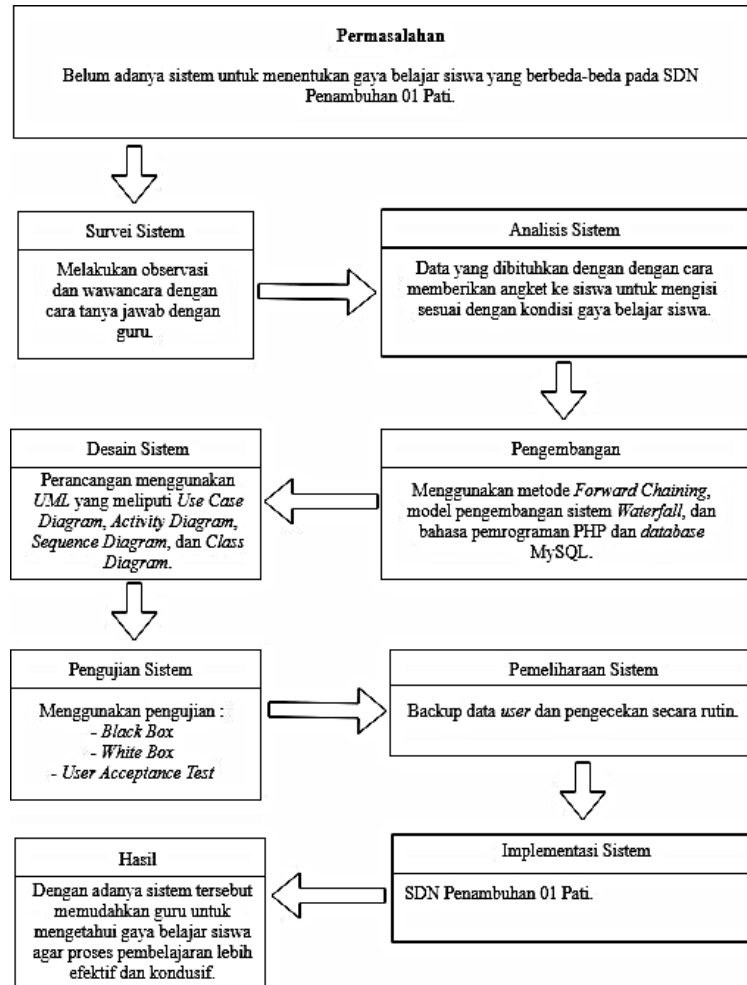 Permasalahan
Belum adanya sistem untuk menentukan gaya belajar siswa yang berbeda-beda pada SDN
Penambuhan 01 Pati.
Survei Sistem
Melakukan observasi
dan wawancara dengan
cara tanya jawab dengan
guru.
Analisis Sistem
Data yang dibituhkan dengan dengan cara
memberikan angket ke siswa untuk mengisi
sesuai dengan kondisi gaya belajar siswa.
Pengembangan
Menggunakan metode Forward Chaining,
model pengembangan sistem Waterfall, dan
bahasa pemrograman PHP dan database
MySQL.
Desain Sistem
Perancangan menggunakan
UML yang meliputi Use Case
Diagram, Activity Diagram,
Sequence Diagram, dan Class
Diagram.
Pengujian Sistem
Menggunakan pengujian :
- Black Box
- White Box
- User Acceptance Test
Pemeliharaan Sistem
Backup data user dan pengecekan secara rutin.
Implementasi Sistem
SDN Penambuhan 01 Pati.
Hasil
Dengan adanya sistem tersebut
memudahkan guru untuk
mengetahui gaya belajar siswa
agar proses pembelajaran lebih
efektif dan kondusif.